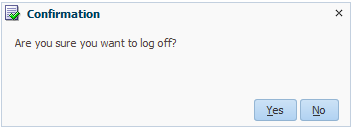 Confirmation
Are you sure you want to log off?
Yes No